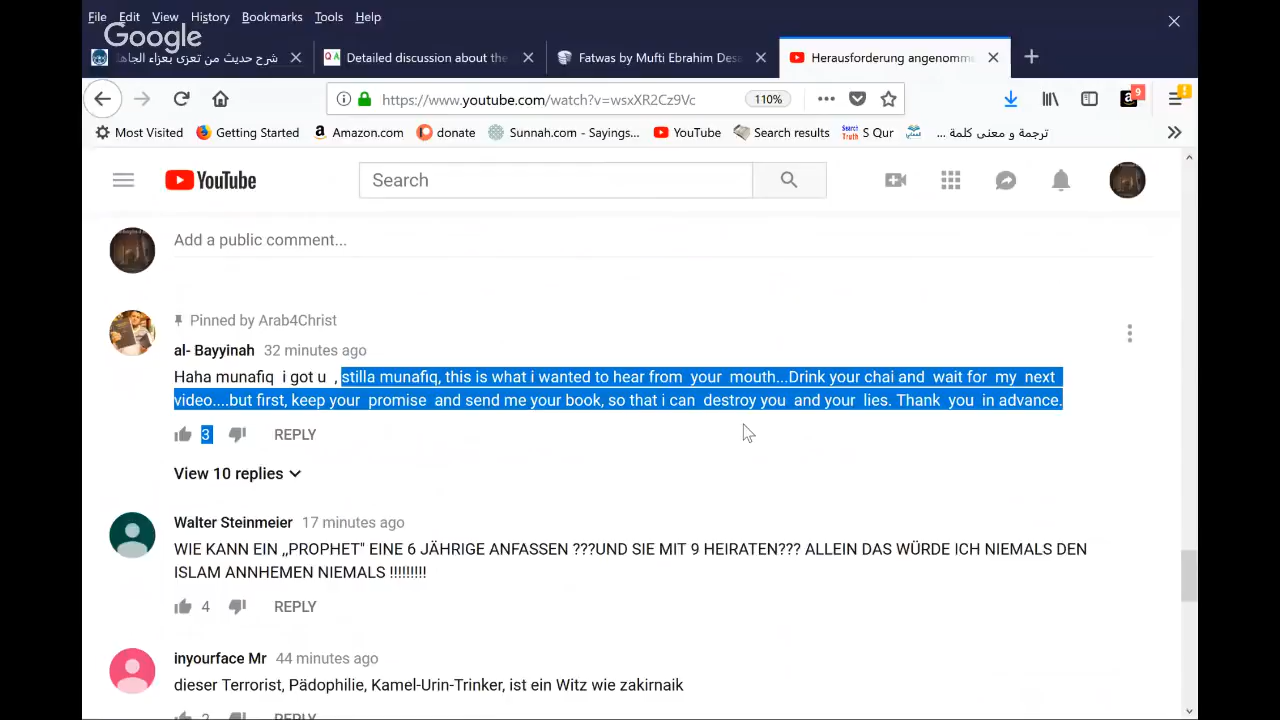 File Edit View History Bookmarks Tools Help
Google
شرح حديث من تعزى بعزاء الجاها
Q A Detailed discussion about the
Fatwas by Mufti Ebrahim Desa
Herausforderung angenommen
https://www.youtube.com/watch?v=wsxXR2Cz9Vc 110% 9
Most Visited Getting Started Amazon.com donate Sunnah.com - Sayings... YouTube Search results Search Truth S Qur ترجمة و معنى كلمة ...
YouTube Search
Add a public comment...
Pinned by Arab4Christ
al- Bayyinah 32 minutes ago
Haha munafiq i got u , stilla munafiq, this is what i wanted to hear from your mouth...Drink your chai and wait for my next
video....but first, keep your promise and send me your book, so that i can destroy you and your lies. Thank you in advance.
3 REPLY
View 10 replies
Walter Steinmeier 17 minutes ago
WIE KANN EIN ,,PROPHET" EINE 6 JÄHRIGE ANFASSEN ???UND SIE MIT 9 HEIRATEN??? ALLEIN DAS WÜRDE ICH NIEMALS DEN
ISLAM ANNHEMEN NIEMALS !!!!!!!!!
4 REPLY
inyourface Mr 44 minutes ago
dieser Terrorist, Pädophilie, Kamel-Urin-Trinker, ist ein Witz wie zakirnaik
2 REPLY